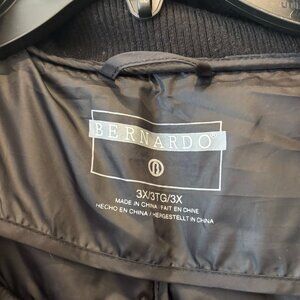 BERNARDO
B
3X/3TG/3X
MADE IN CHINA / FAIT EN CHINE
HECHO EN CHINA / HERGESTELLT IN CHINA